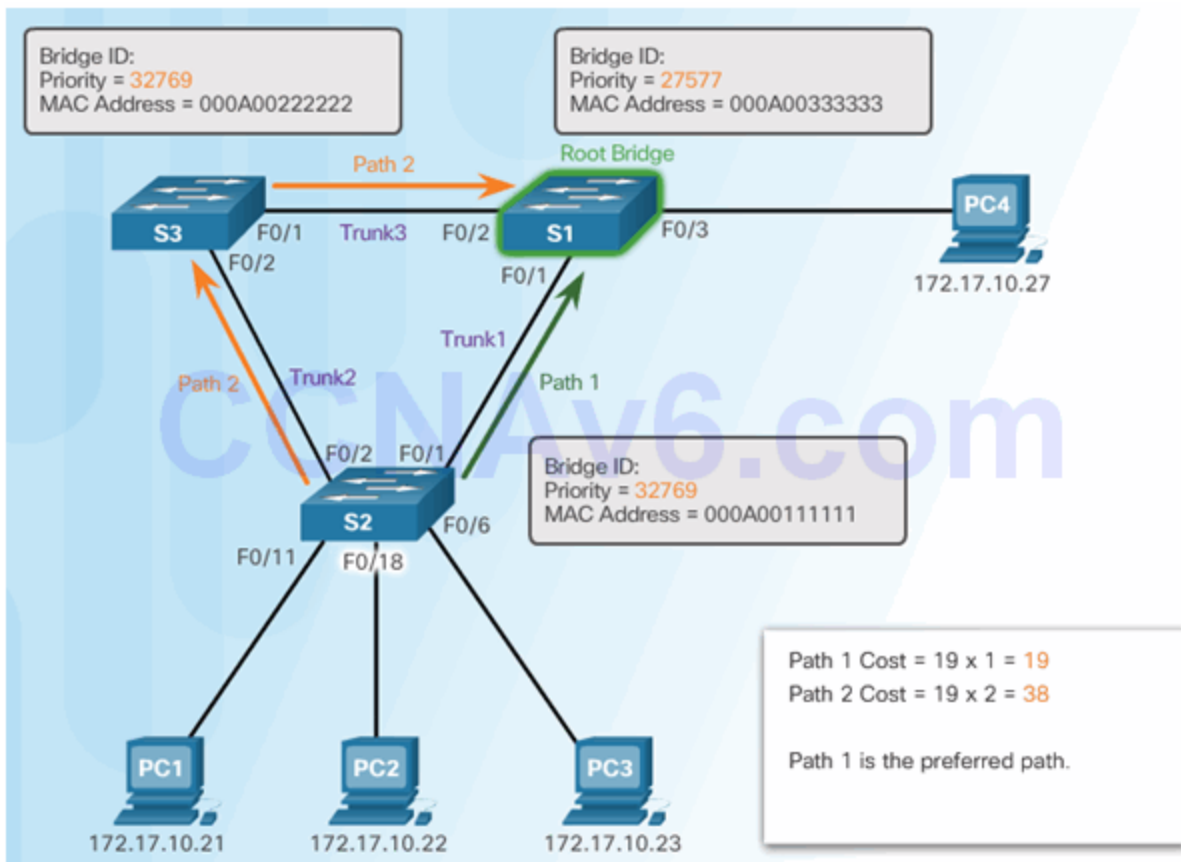 Bridge ID:
Priority = 32769
MAC Address = 000A00222222
Bridge ID:
Priority = 27577
MAC Address = 000A00333333
Root Bridge
Path 2
S3
F0/1
Trunk3
F0/2
S1
F0/3
PC4
F0/2
F0/1
172.17.10.27
Trunk1
Path 2
Trunk2
Path 1
CCNAv6.com
F0/2
F0/1
Bridge ID:
Priority = 32769
MAC Address = 000A00111111
S2
F0/6
F0/11
F0/18
Path 1 Cost = 19 x 1 = 19
Path 2 Cost = 19 x 2 = 38
Path 1 is the preferred path.
PC1
PC2
PC3
172.17.10.21
172.17.10.22
172.17.10.23